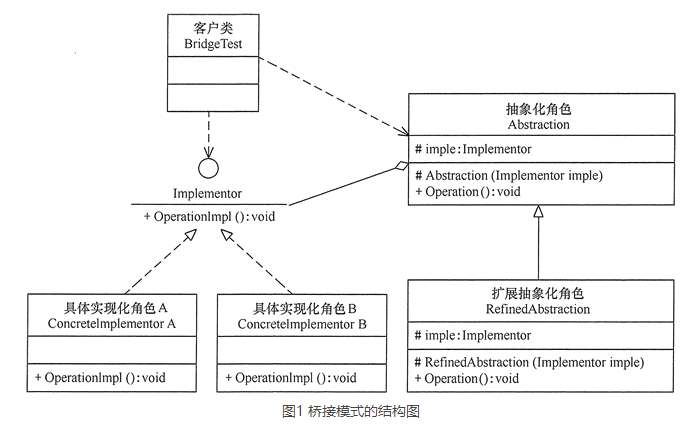 客户类
BridgeTest
抽象化角色
Abstraction
# imple:Implementor
# Abstraction (Implementor imple)
+ Operation():void
Implementor
+ OperationImpl ():void
具体实现化角色A
ConcreteImplementor A
+ OperationImpl ():void
具体实现化角色B
ConcreteImplementor B
+ OperationImpl ():void
扩展抽象化角色
RefinedAbstraction
# imple:Implementor
# RefinedAbstraction (Implementor imple)
+ Operation():void
图1 桥接模式的结构图